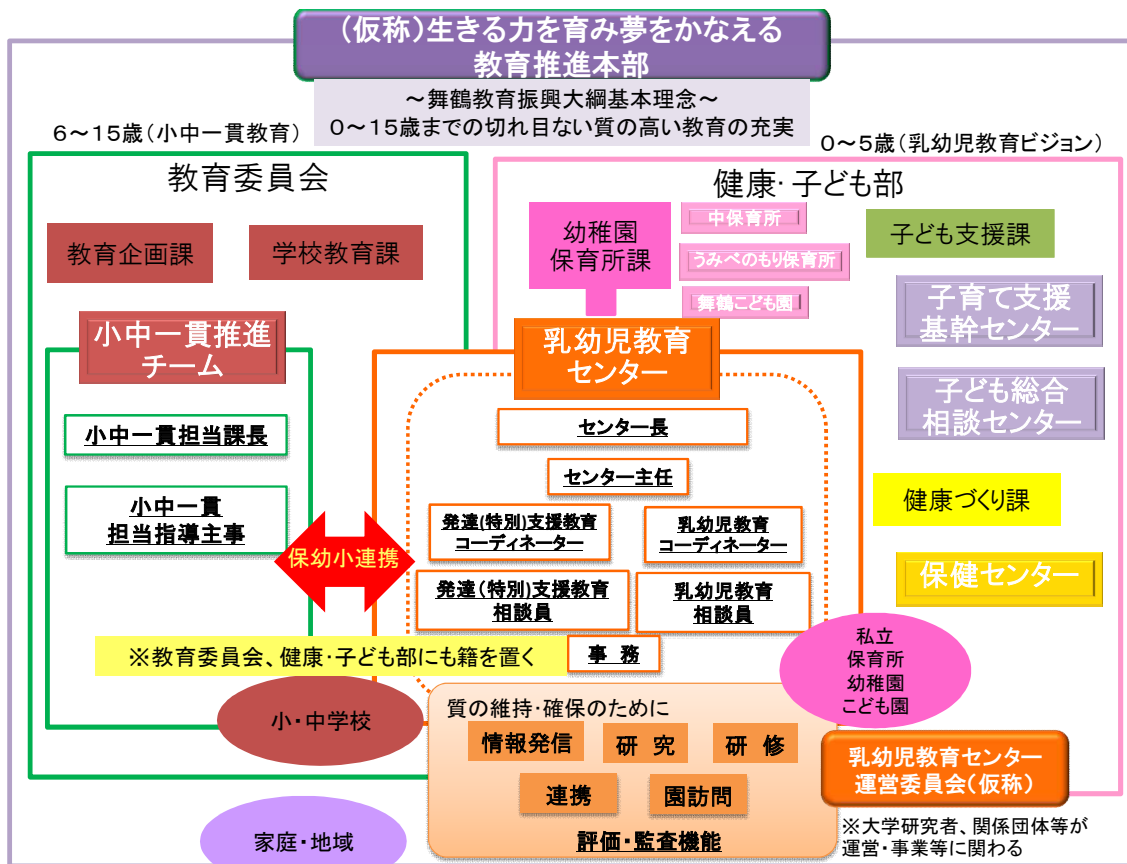 (仮称)生きる力を育み夢をかなえる
教育推進本部
～舞鶴教育振興大綱基本理念～
０～15歳までの切れ目ない質の高い教育の充実
６～15歳(小中一貫教育)
０～５歳(乳幼児教育ビジョン)
教育委員会
教育企画課
学校教育課
小中一貫推進
チーム
小中一貫担当課長
小中一貫
担当指導主事
健康・子ども部
幼稚園
保育所課
中保育所
うみべのもり保育所
舞鶴こども園
子ども支援課
子育て支援
基幹センター
子ども総合
相談センター
健康づくり課
保健センター
乳幼児教育
センター
センター長
センター主任
発達(特別)支援教育
コーディネーター
乳幼児教育
コーディネーター
発達(特別)支援教育
相談員
乳幼児教育
相談員
事 務
保幼小連携
※教育委員会、健康・子ども部にも籍を置く
小・中学校
私立
保育所
幼稚園
こども園
質の維持・確保のために
情報発信
研 究
研 修
連携
園訪問
評価・監査機能
乳幼児教育センター
運営委員会(仮称)
※大学研究者、関係団体等が
運営・事業等に関わる
家庭・地域